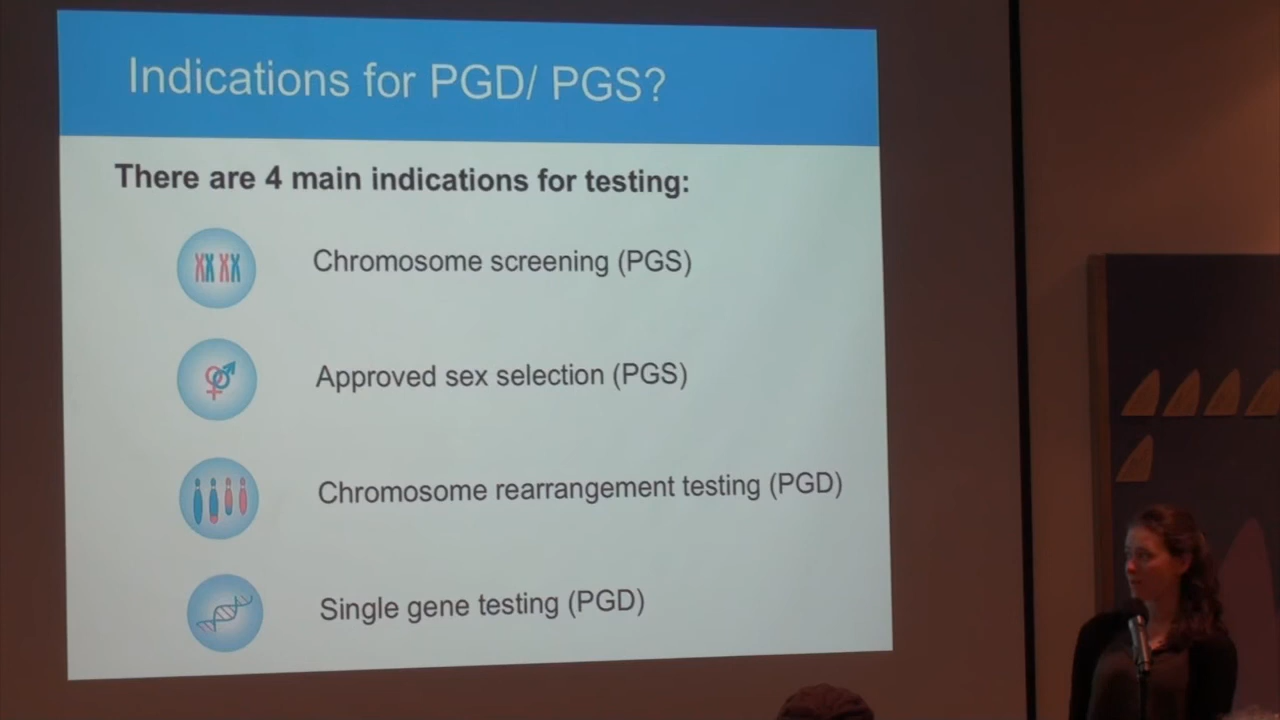 Indications for PGD/ PGS?
There are 4 main indications for testing:
Chromosome screening (PGS)
Approved sex selection (PGS)
Chromosome rearrangement testing (PGD)
Single gene testing (PGD)